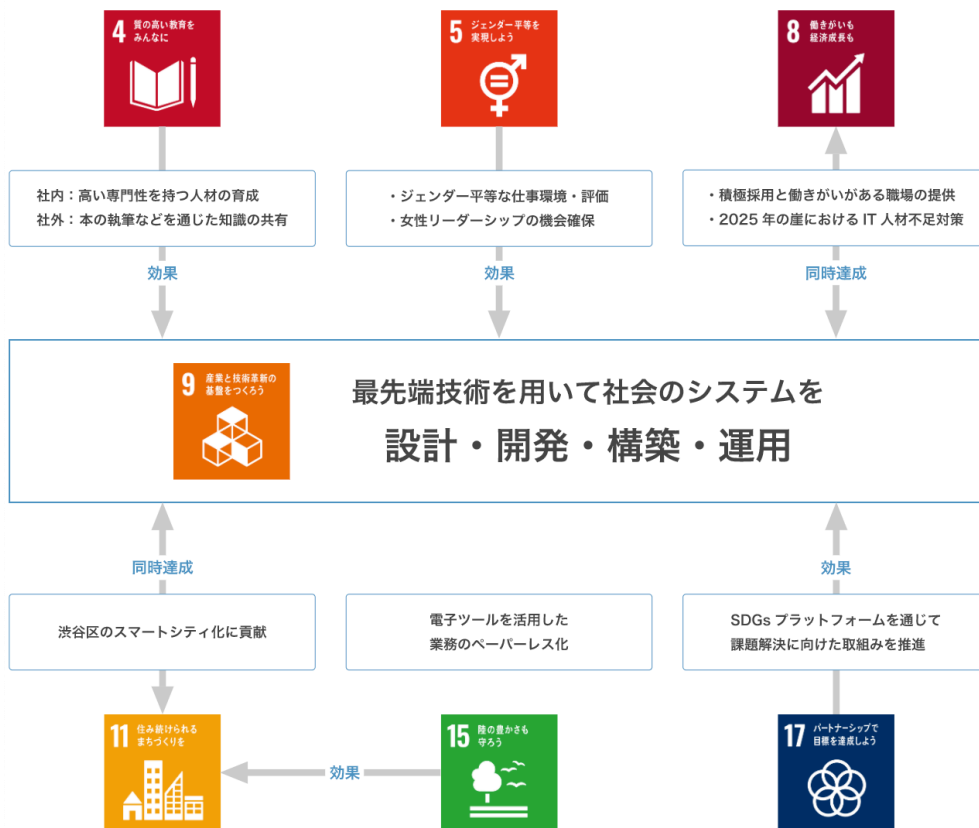 4 質の高い教育を
みんなに
5 ジェンダー平等を
実現しよう
8 働きがいも
経済成長も
社内：高い専門性を持つ人材の育成
社外：本の執筆などを通じた知識の共有
・ジェンダー平等な仕事環境・評価
・女性リーダーシップの機会確保
・積極採用と働きがいがある職場の提供
・2025年の崖におけるIT人材不足対策
効果
効果
同時達成
9 産業と技術革新の
基盤をつくろう
最先端技術を用いて社会のシステムを
設計・開発・構築・運用
同時達成
効果
渋谷区のスマートシティ化に貢献
電子ツールを活用した
業務のペーパーレス化
SDGsプラットフォームを通じて
課題解決に向けた取組みを推進
11 住み続けられる
まちづくりを
効果
15 陸の豊かさも
守ろう
17 パートナーシップで
目標を達成しよう